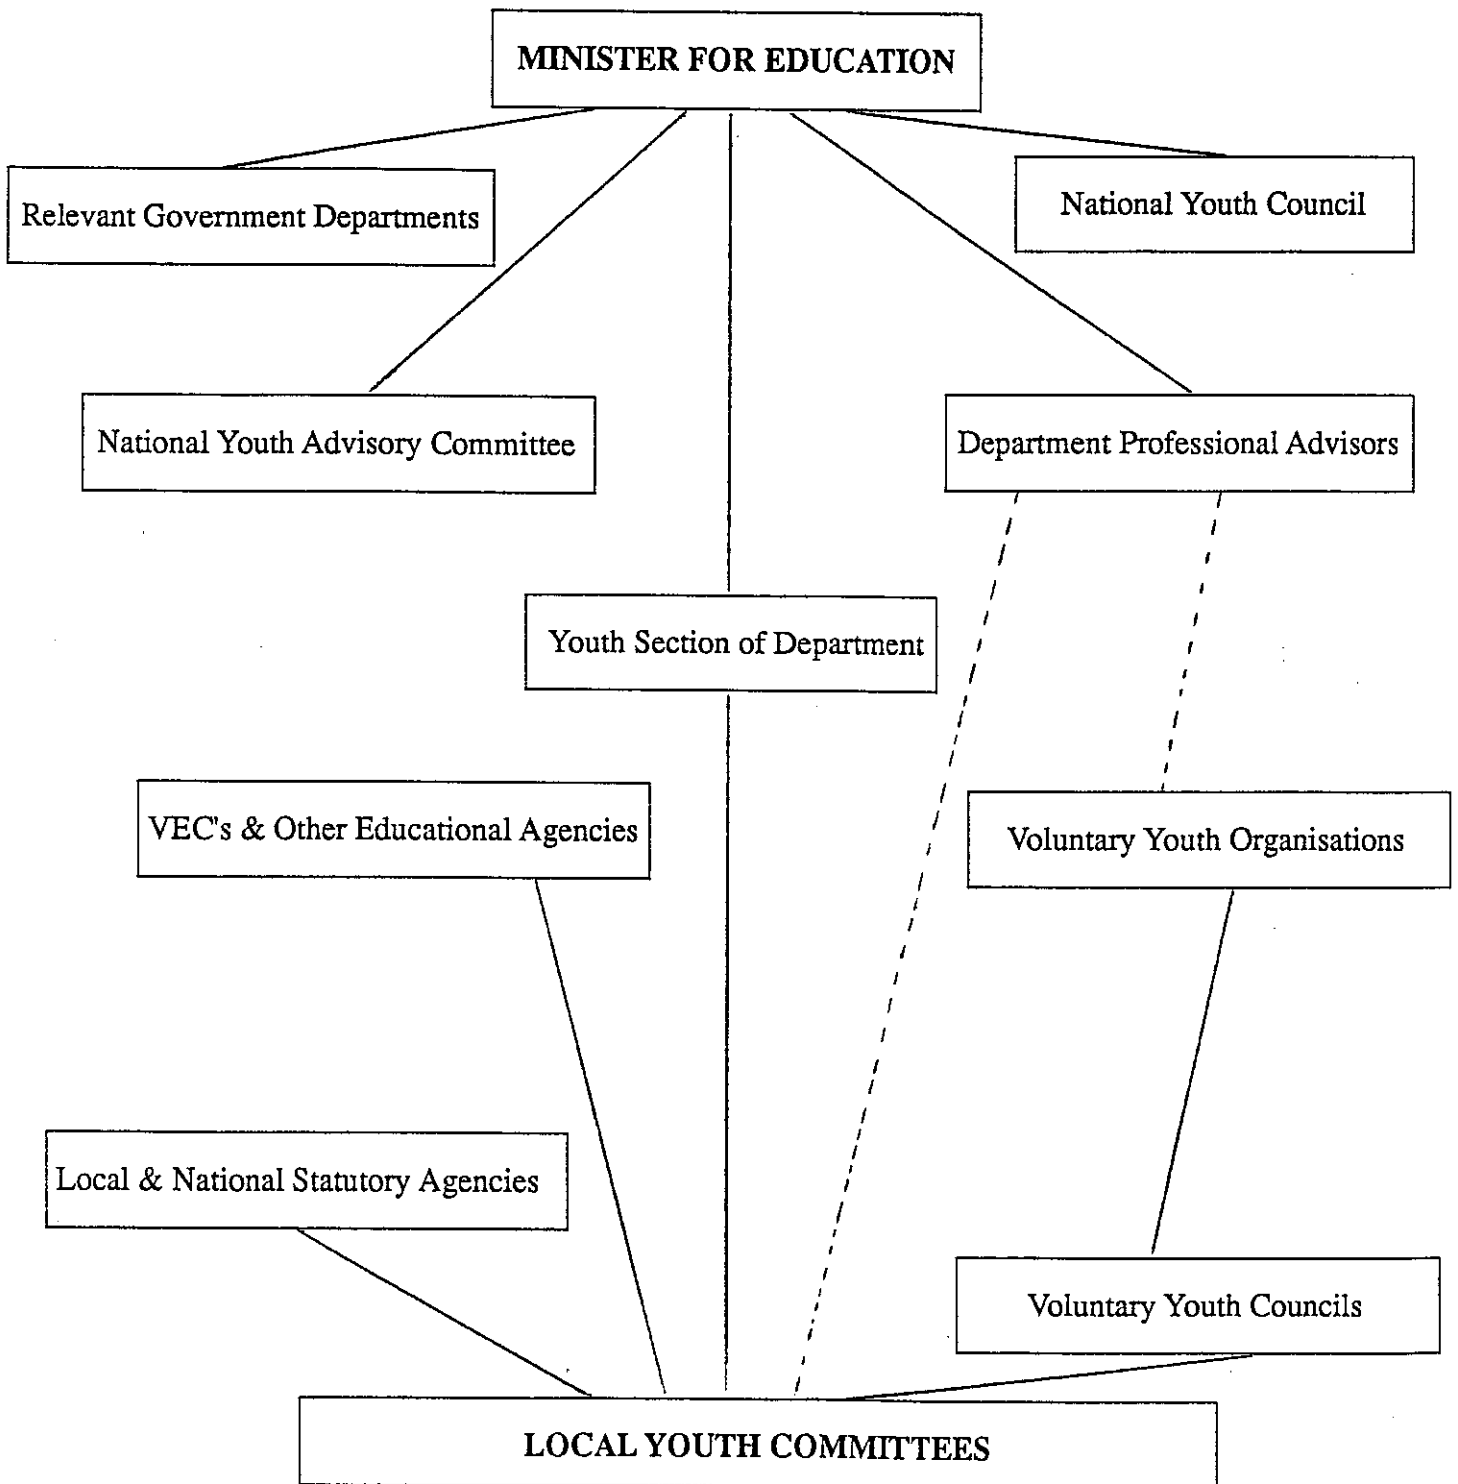 MINISTER FOR EDUCATION
Relevant Government Departments
National Youth Council
National Youth Advisory Committee
Department Professional Advisors
Youth Section of Department
VEC's & Other Educational Agencies
Voluntary Youth Organisations
Local & National Statutory Agencies
Voluntary Youth Councils
LOCAL YOUTH COMMITTEES